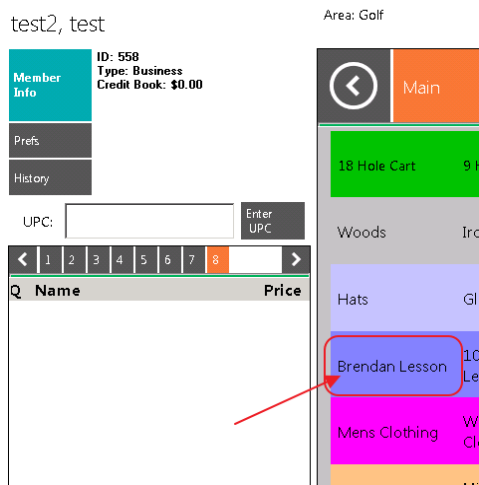 test2, test
Area: Golf
Member
Info
ID: 558
Type: Business
Credit Book: $0.00
Main
Prefs
History
18 Hole Cart
9
UPC:
Enter
UPC
Woods
1 2 3 4 5 6 7 8
Q Name Price
Hats
Brendan Lesson
10
Mens Clothing